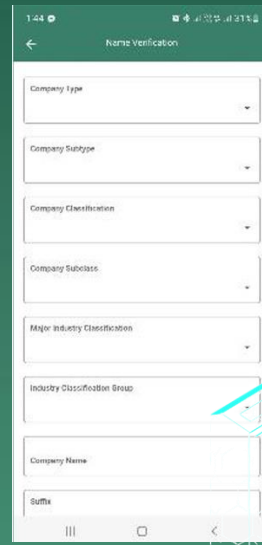 1:44
31%
Name Verification
Company Type
Company Subtype
Company Classification
Company Subclass
Major Industry Classification
Industry Classification Group
Company Name
Suffix